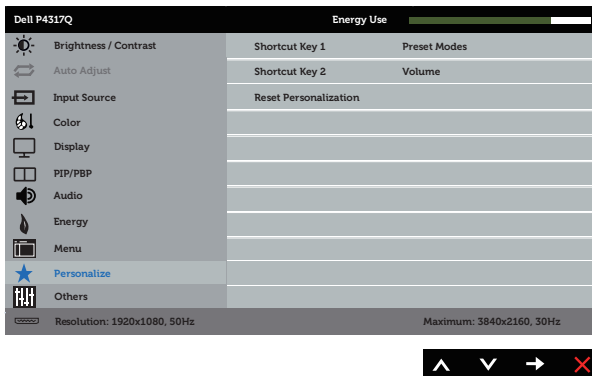 Dell P4317Q Energy Use
Brightness / Contrast Shortcut Key 1 Preset Modes
Auto Adjust Shortcut Key 2 Volume
Input Source Reset Personalization
Color
Display
PIP/PBP
Audio
Energy
Menu
Personalize
Others
Resolution: 1920x1080, 50Hz Maximum: 3840x2160, 30Hz